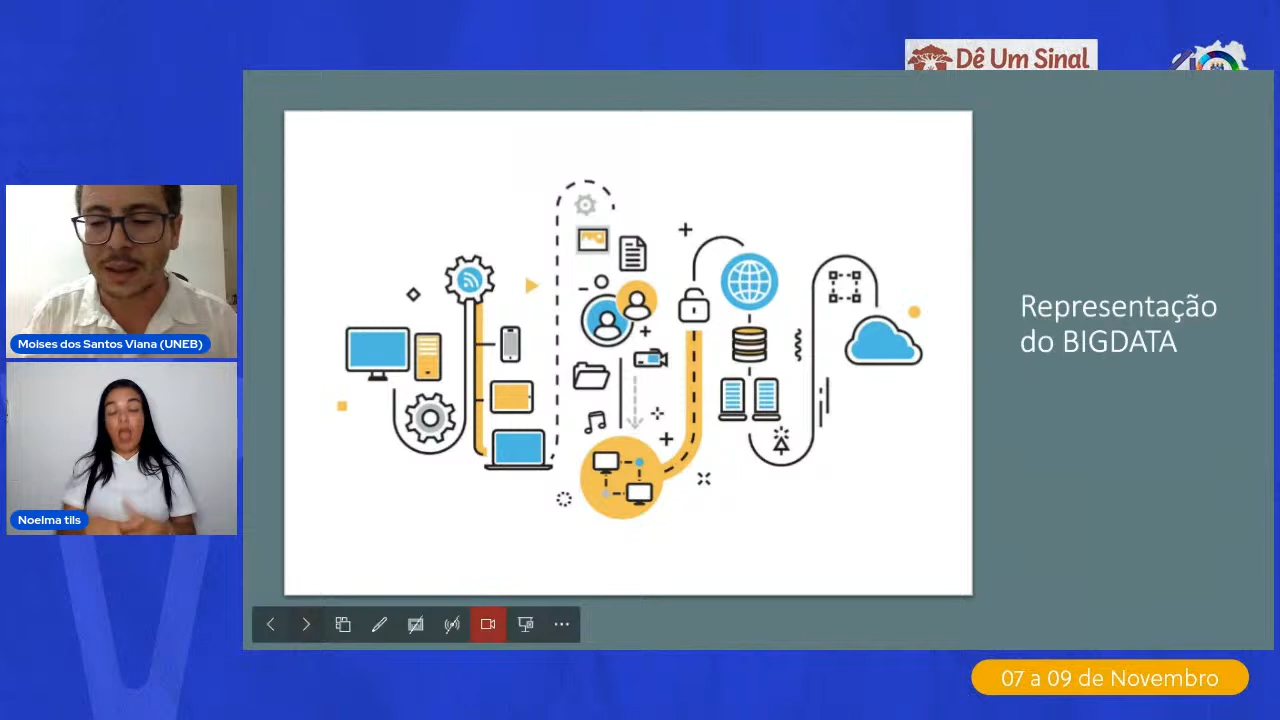 Dê Um Sinal
Representação
do BIGDATA
Moises dos Santos Viana (UNEB)
Noelma tils
07 a 09 de Novembro